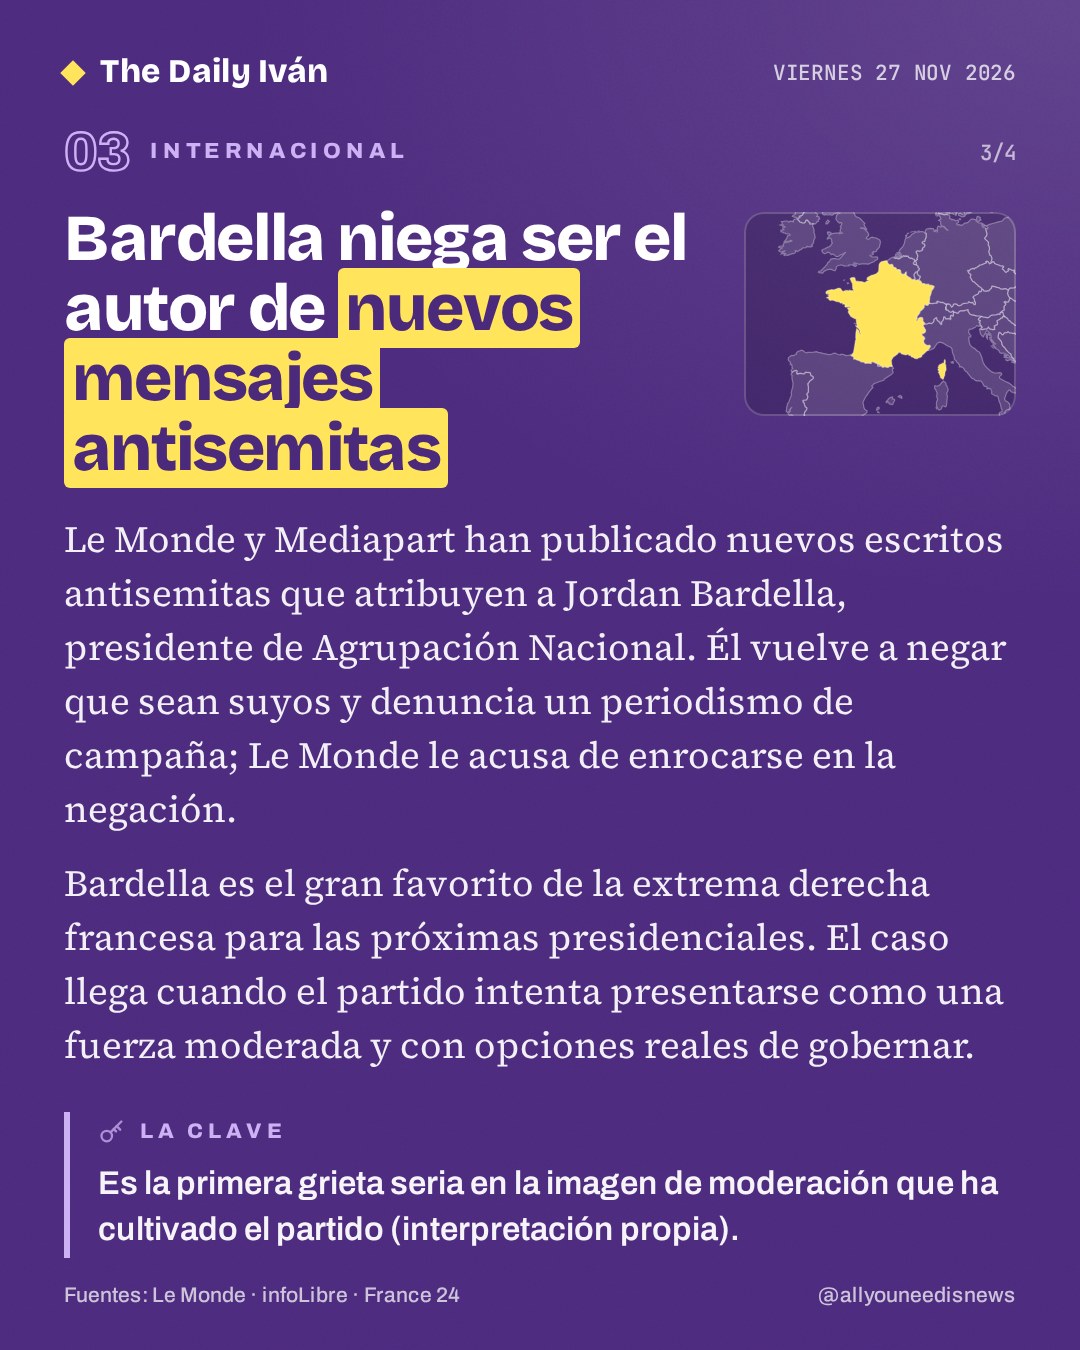 The Daily Iván
VIERNES 27 NOV 2026
03 INTERNACIONAL
3/4
Bardella niega ser el
autor de nuevos
mensajes
antisemitas
Le Monde y Mediapart han publicado nuevos escritos
antisemitas que atribuyen a Jordan Bardella,
presidente de Agrupación Nacional. Él vuelve a negar
que sean suyos y denuncia un periodismo de
campaña; Le Monde le acusa de enrocarse en la
negación.
Bardella es el gran favorito de la extrema derecha
francesa para las próximas presidenciales. El caso
llega cuando el partido intenta presentarse como una
fuerza moderada y con opciones reales de gobernar.
LA CLAVE
Es la primera grieta seria en la imagen de moderación que ha
cultivado el partido (interpretación propia).
Fuentes: Le Monde · infoLibre · France 24
@allyouneedisnews